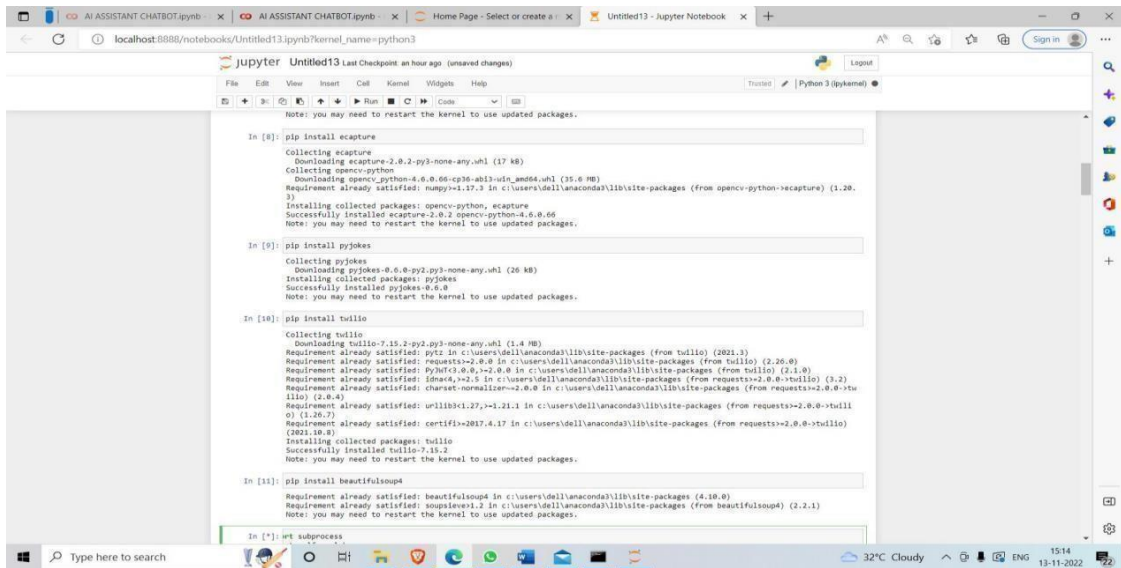 AI ASSISTANT CHATBOT.ipynb -
AI ASSISTANT CHATBOT.ipynb -
Home Page - Select or create a
Untitled13 - Jupyter Notebook
localhost:8888/notebooks/Untitled13.ipynb?kernel_name=python3
Sign in
jupyter Untitled13 Last Checkpoint: an hour ago (unsaved changes)
Logout
File Edit View Insert Cell Kernel Widgets Help
Trusted
Python 3 (ipykernel)
Run
Code
Note: you may need to restart the kernel to use updated packages.
In [8]: pip install ecapture
Collecting ecapture
Downloading ecapture-2.0.2-py3-none-any.whl (17 kB)
Collecting opencv-python
Downloading opencv_python-4.6.0.66-cp36-abi3-win_amd64.whl (35.6 MB)
Requirement already satisfied: numpy>=1.17.3 in c:\users\dell\anaconda3\lib\site-packages (from opencv-python->ecapture) (1.20.
3)
Installing collected packages: opencv-python, ecapture
Successfully installed ecapture-2.0.2 opencv-python-4.6.0.66
Note: you may need to restart the kernel to use updated packages.
In [9]: pip install pyjokes
Collecting pyjokes
Downloading pyjokes-0.6.0-py2.py3-none-any.whl (26 kB)
Installing collected packages: pyjokes
Successfully installed pyjokes-0.6.0
Note: you may need to restart the kernel to use updated packages.
In [10]: pip install twilio
Collecting twilio
Downloading twilio-7.15.2-py2.py3-none-any.whl (1.4 MB)
Requirement already satisfied: pytz in c:\users\dell\anaconda3\lib\site-packages (from twilio) (2021.3)
Requirement already satisfied: requests>=2.0.0 in c:\users\dell\anaconda3\lib\site-packages (from twilio) (2.26.0)
Requirement already satisfied: PyJWT<3.0.0,>=2.0.0 in c:\users\dell\anaconda3\lib\site-packages (from twilio) (2.1.0)
Requirement already satisfied: idna<4,>=2.5 in c:\users\dell\anaconda3\lib\site-packages (from requests>=2.0.0->twilio) (3.2)
Requirement already satisfied: charset-normalizer~=2.0.0 in c:\users\dell\anaconda3\lib\site-packages (from requests>=2.0.0->tw
ilio) (2.0.4)
Requirement already satisfied: urllib3<1.27,>=1.21.1 in c:\users\dell\anaconda3\lib\site-packages (from requests>=2.0.0->twili
o) (1.26.7)
Requirement already satisfied: certifi>=2017.4.17 in c:\users\dell\anaconda3\lib\site-packages (from requests>=2.0.0->twilio)
(2021.10.8)
Installing collected packages: twilio
Successfully installed twilio-7.15.2
Note: you may need to restart the kernel to use updated packages.
In [11]: pip install beautifulsoup4
Requirement already satisfied: beautifulsoup4 in c:\users\dell\anaconda3\lib\site-packages (4.10.0)
Requirement already satisfied: soupsieve>1.2 in c:\users\dell\anaconda3\lib\site-packages (from beautifulsoup4) (2.2.1)
Note: you may need to restart the kernel to use updated packages.
In [*]: ort subprocess
Type here to search
32°C Cloudy
ENG
15:14
13-11-2022
22